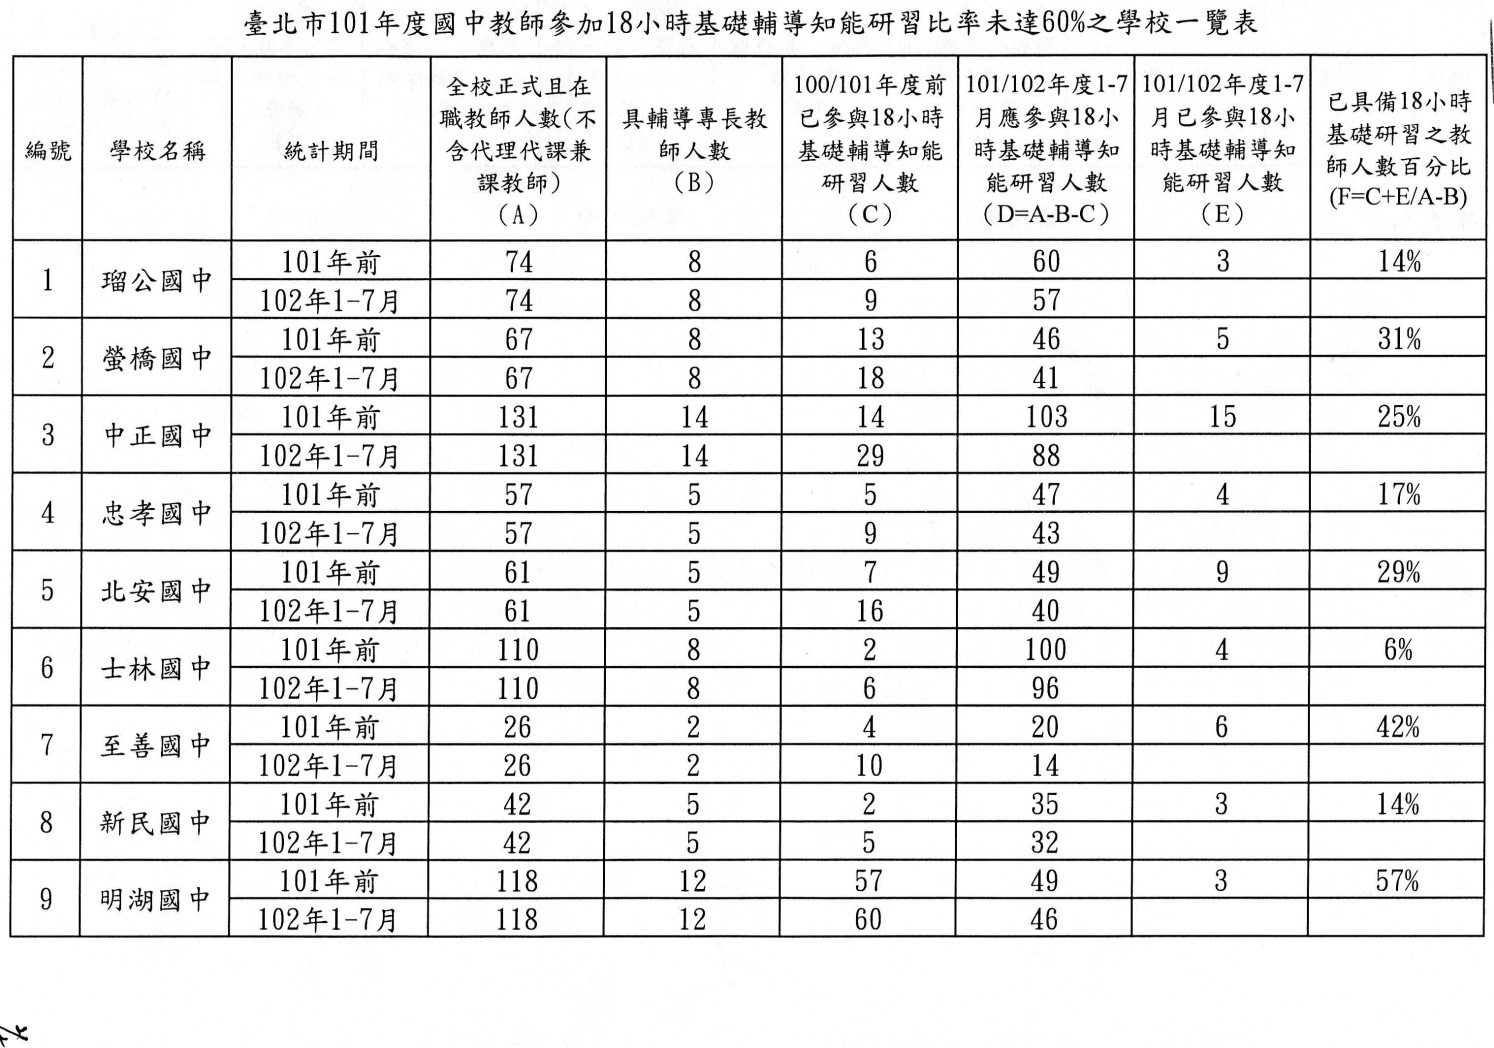 臺北市101年度國中教師參加18小時基礎輔導知能研習比率未達60%之學校一覽表
編號 學校名稱 統計期間 全校正式且在職教師人數(不含代理代課兼課教師)(A) 具輔導專長教師人數(B) 100/101年度前已參與18小時基礎輔導知能研習人數(C) 101/102年度1-7月應參與18小時基礎輔導知能研習人數(D=A-B-C) 101/102年度1-7月已參與18小時基礎輔導知能研習人數(E) 已具備18小時基礎研習之教師人數百分比(F=C+E/A-B)
1 瑠公國中 101年前 74 8 6 60 3 14%
102年1-7月 74 8 9 57
2 螢橋國中 101年前 67 8 13 46 5 31%
102年1-7月 67 8 18 41
3 中正國中 101年前 131 14 14 103 15 25%
102年1-7月 131 14 29 88
4 忠孝國中 101年前 57 5 5 47 4 17%
102年1-7月 57 5 9 43
5 北安國中 101年前 61 5 7 49 9 29%
102年1-7月 61 5 16 40
6 士林國中 101年前 110 8 2 100 4 6%
102年1-7月 110 8 6 96
7 至善國中 101年前 26 2 4 20 6 42%
102年1-7月 26 2 10 14
8 新民國中 101年前 42 5 2 35 3 14%
102年1-7月 42 5 5 32
9 明湖國中 101年前 118 12 57 49 3 57%
102年1-7月 118 12 60 46